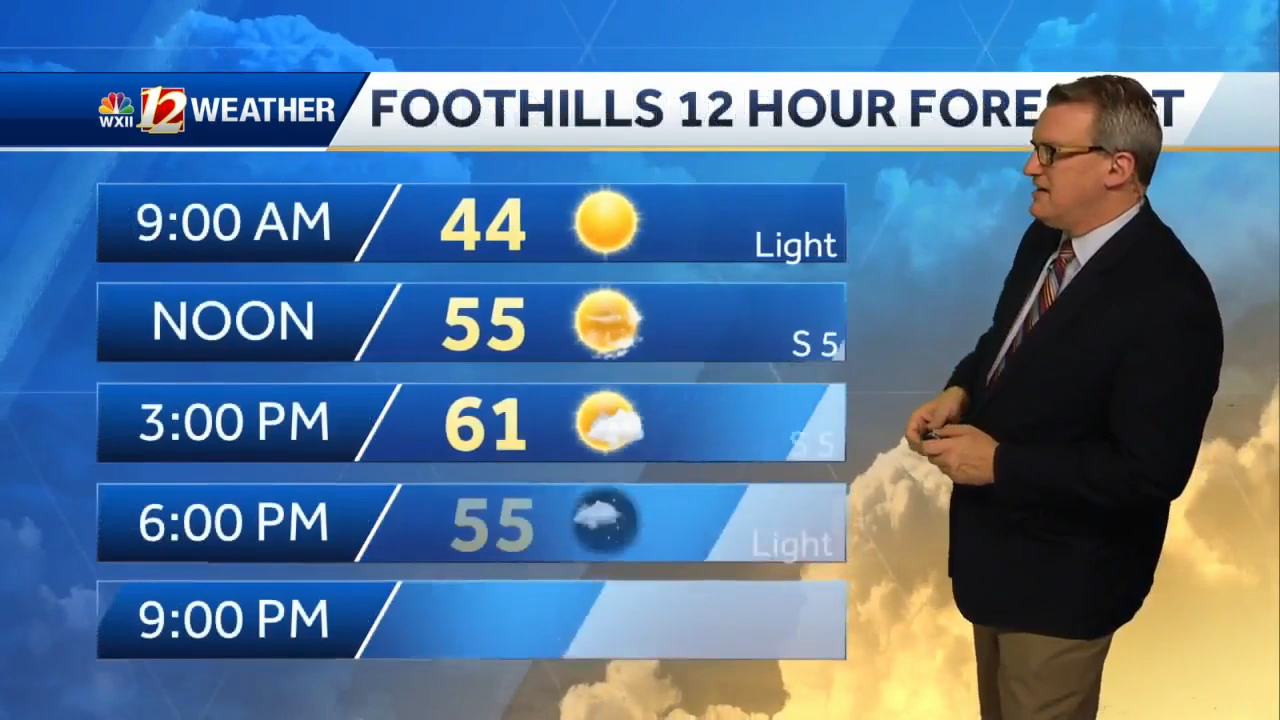 WXII 12 WEATHER
FOOTHILLS 12 HOUR FORE T
9:00 AM 44 Light
NOON 55 S 5
3:00 PM 61 S 5
6:00 PM 55 Light
9:00 PM